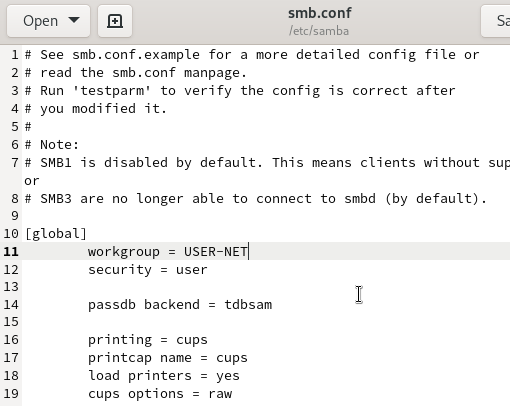 Open
smb.conf
/etc/samba
Sa
1 # See smb.conf.example for a more detailed config file or
2 # read the smb.conf manpage.
3 # Run 'testparm' to verify the config is correct after
4 # you modified it.
5 #
6 # Note:
7 # SMB1 is disabled by default. This means clients without sup
or
8 # SMB3 are no longer able to connect to smbd (by default).
9
10 [global]
11 workgroup = USER-NET
12 security = user
13
14 passdb backend = tdbsam
15
16 printing = cups
17 printcap name = cups
18 load printers = yes
19 cups options = raw